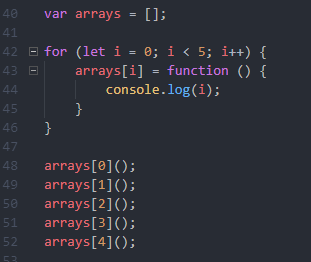 40 var arrays = [];
41
42 for (let i = 0; i < 5; i++) {
43     arrays[i] = function () {
44         console.log(i);
45     }
46 }
47
48 arrays[0]();
49 arrays[1]();
50 arrays[2]();
51 arrays[3]();
52 arrays[4]();
53